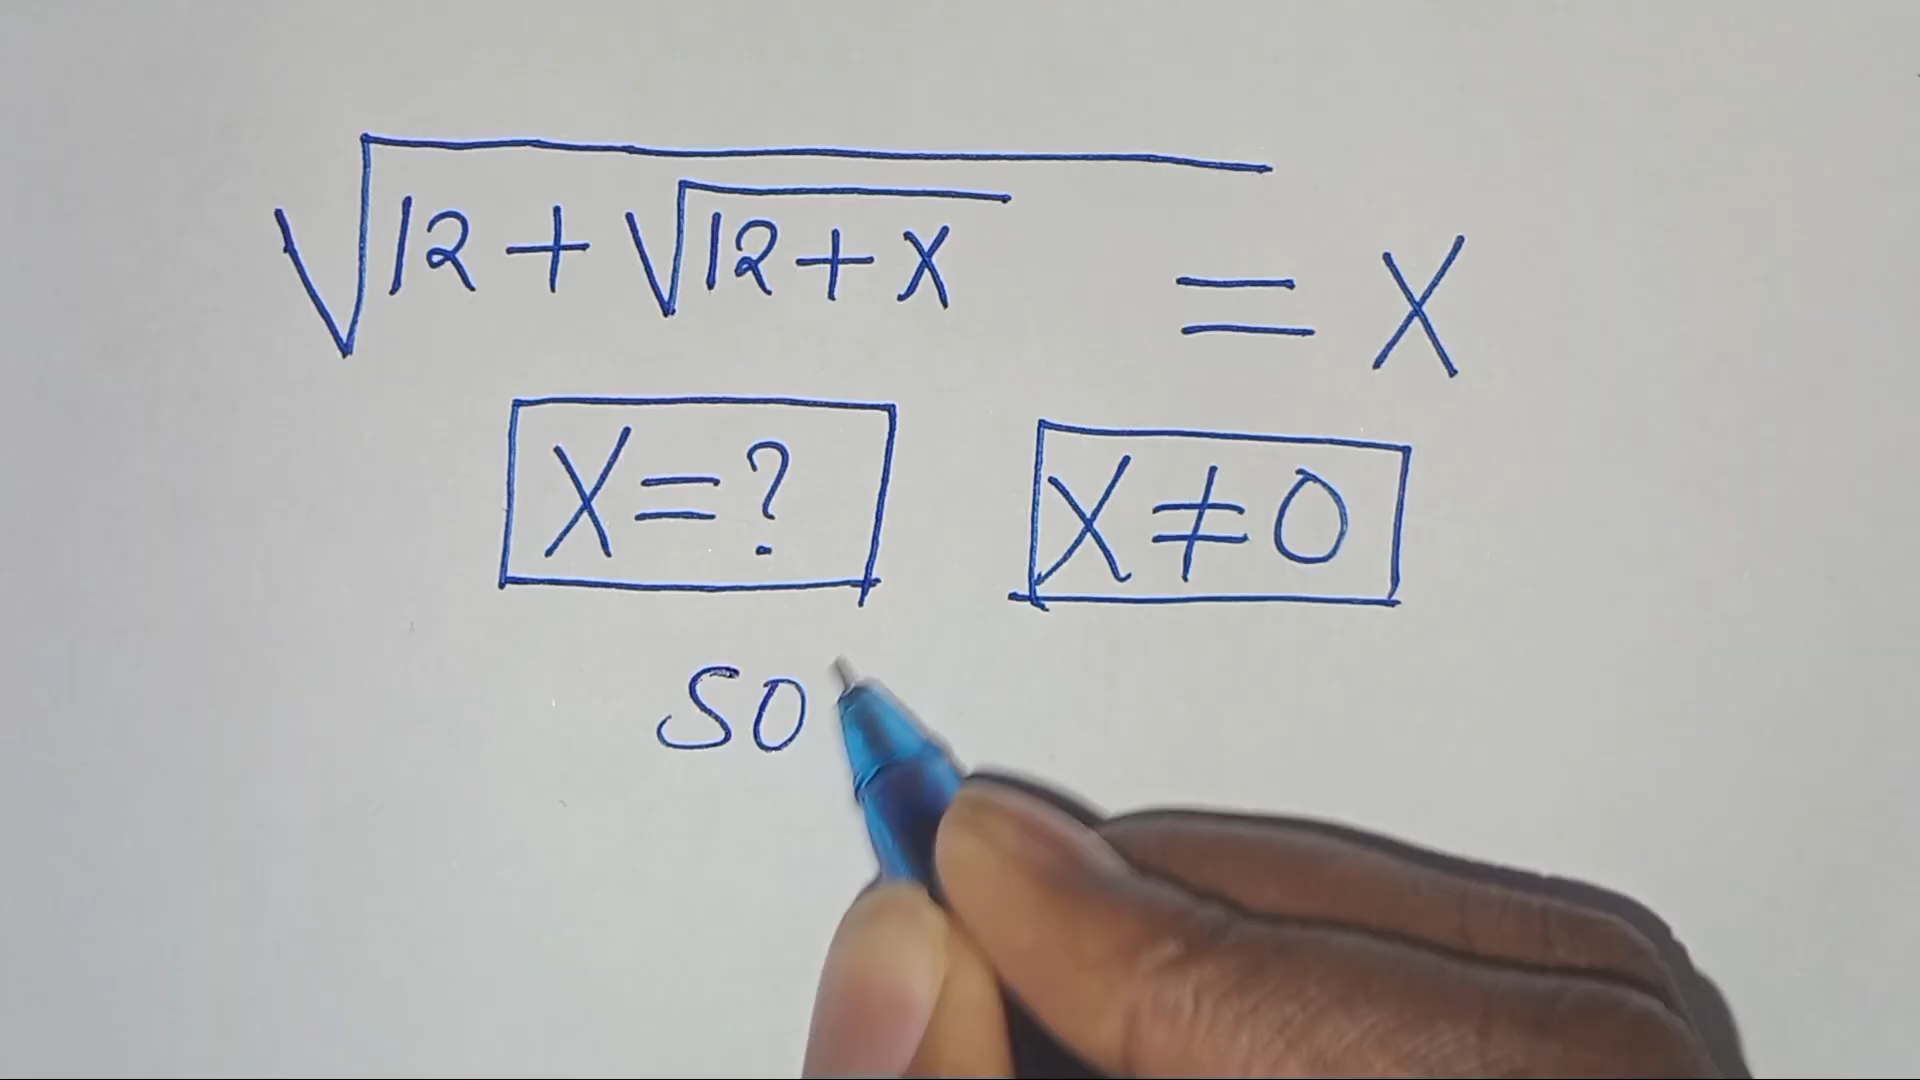 √12 + √12 + x = X
X = ?
X ≠ 0
SO